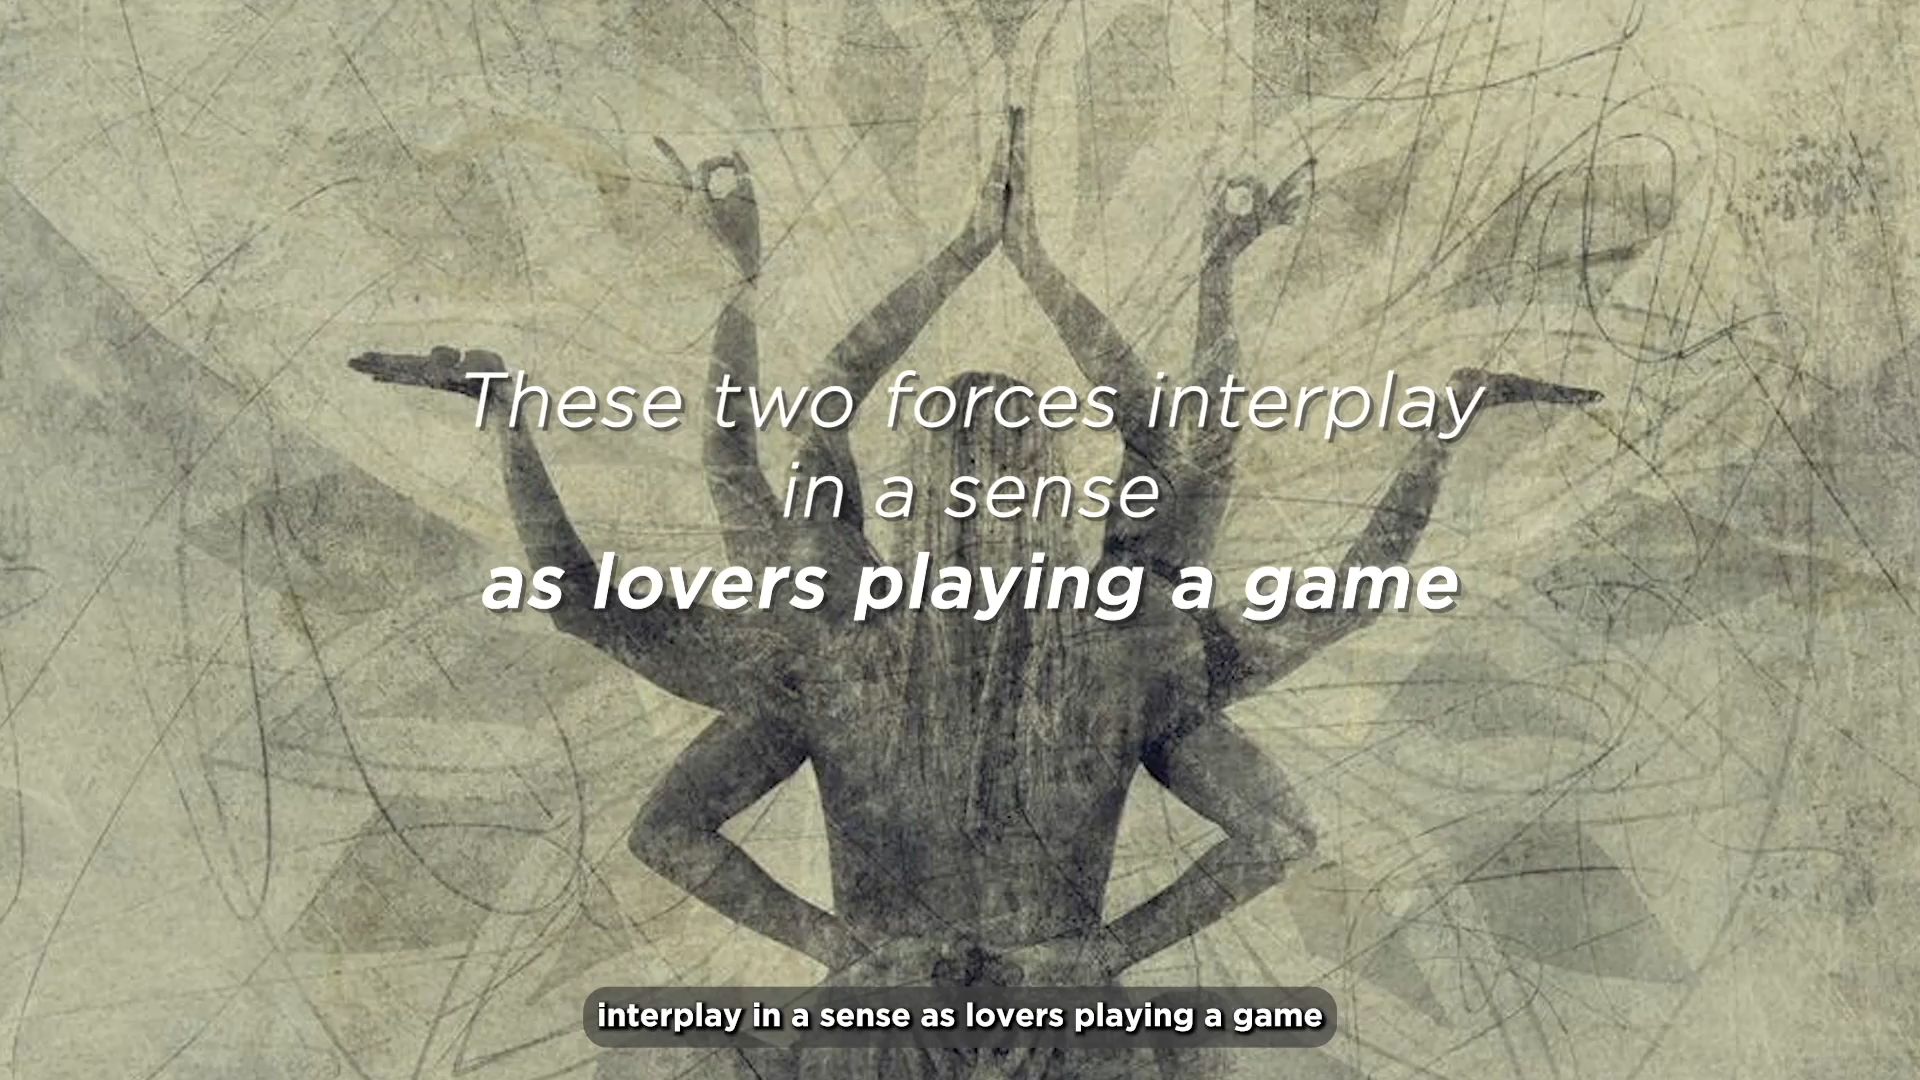 These two forces interplay
in a sense
as lovers playing a game
interplay in a sense as lovers playing a game